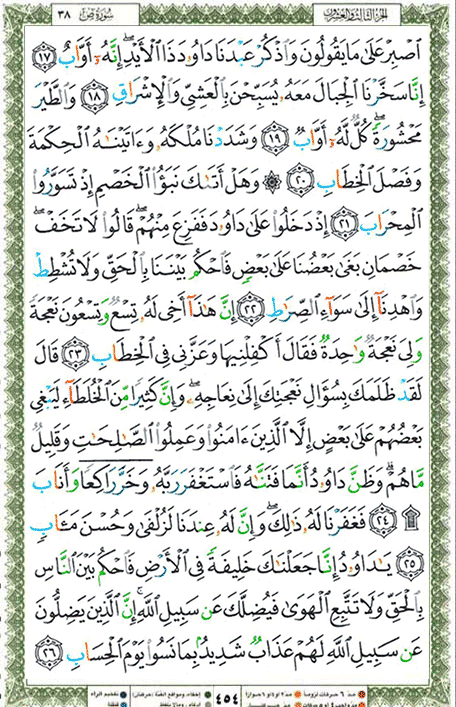 الجزء الثالث والعشرون
سُورَةُ صٓ ٣٨
ٱصۡبِرۡ عَلَىٰ مَا يَقُولُونَ وَٱذۡكُرۡ عَبۡدَنَا دَاوُۥدَ ذَا ٱلۡأَيۡدِۖ إِنَّهُۥٓ أَوَّابٌ ١٧
إِنَّا سَخَّرۡنَا ٱلۡجِبَالَ مَعَهُۥ يُسَبِّحۡنَ بِٱلۡعَشِيِّ وَٱلۡإِشۡرَاقِ ١٨ وَٱلطَّيۡرَ
مَحۡشُورَةٗۖ كُلّٞ لَّهُۥٓ أَوَّابٞ ١٩ وَشَدَدۡنَا مُلۡكَهُۥ وَءَاتَيۡنَٰهُ ٱلۡحِكۡمَةَ
وَفَصۡلَ ٱلۡخِطَابِ ٢٠ ۞ وَهَلۡ أَتَىٰكَ نَبَؤُاْ ٱلۡخَصۡمِ إِذۡ تَسَوَّرُواْ
ٱلۡمِحۡرَابَ ٢١ إِذۡ دَخَلُواْ عَلَىٰ دَاوُۥدَ فَفَزِعَ مِنۡهُمۡۖ قَالُواْ لَا تَخَفۡۖ
خَصۡمَانِ بَغَىٰ بَعۡضُنَا عَلَىٰ بَعۡضٖ فَٱحۡكُم بَيۡنَنَا بِٱلۡحَقِّ وَلَا تُشۡطِطۡ
وَٱهۡدِنَآ إِلَىٰ سَوَآءِ ٱلصِّرَٰطِ ٢٢ إِنَّ هَٰذَآ أَخِي لَهُۥ تِسۡعٞ وَتِسۡعُونَ نَعۡجَةٗ
وَلِيَ نَعۡجَةٞ وَٰحِدَةٞ فَقَالَ أَكۡفِلۡنِيهَا وَعَزَّنِي فِي ٱلۡخِطَابِ ٢٣ قَالَ
لَقَدۡ ظَلَمَكَ بِسُؤَالِ نَعۡجَتِكَ إِلَىٰ نِعَاجِهِۦۖ وَإِنَّ كَثِيرٗا مِّنَ ٱلۡخُلَطَآءِ لَيَبۡغِي
بَعۡضُهُمۡ عَلَىٰ بَعۡضٍ إِلَّا ٱلَّذِينَ ءَامَنُواْ وَعَمِلُواْ ٱلصَّٰلِحَٰتِ وَقَلِيلٞ
مَّا هُمۡۗ وَظَنَّ دَاوُۥدُ أَنَّمَا فَتَنَّٰهُ فَٱسۡتَغۡفَرَ رَبَّهُۥ وَخَرَّۤ رَاكِعٗاۤ وَأَنَابَ
۩ ٢٤ فَغَفَرۡنَا لَهُۥ ذَٰلِكَۖ وَإِنَّ لَهُۥ عِندَنَا لَزُلۡفَىٰ وَحُسۡنَ مَـَٔابٖ
٢٥ يَٰدَاوُۥدُ إِنَّا جَعَلۡنَٰكَ خَلِيفَةٗ فِي ٱلۡأَرۡضِ فَٱحۡكُم بَيۡنَ ٱلنَّاسِ
بِٱلۡحَقِّ وَلَا تَتَّبِعِ ٱلۡهَوَىٰ فَيُضِلَّكَ عَن سَبِيلِ ٱللَّهِۚ إِنَّ ٱلَّذِينَ يَضِلُّونَ
عَن سَبِيلِ ٱللَّهِ لَهُمۡ عَذَابٞ شَدِيدُۢ بِمَا نَسُواْ يَوۡمَ ٱلۡحِسَابِ ٢٦
٤٥٤